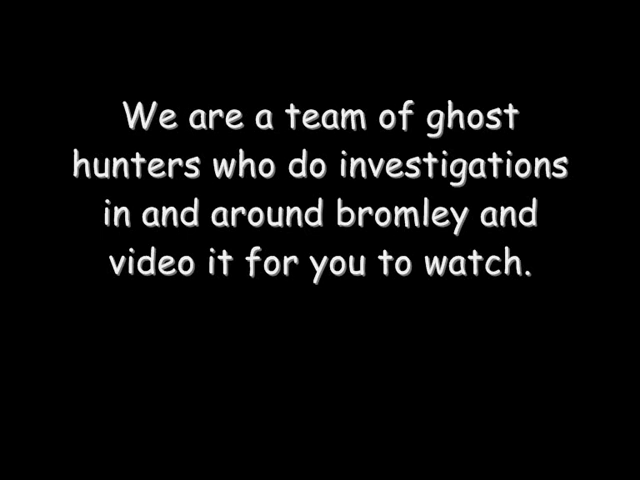 We are a team of ghost
hunters who do investigations
in and around bromley and
video it for you to watch.